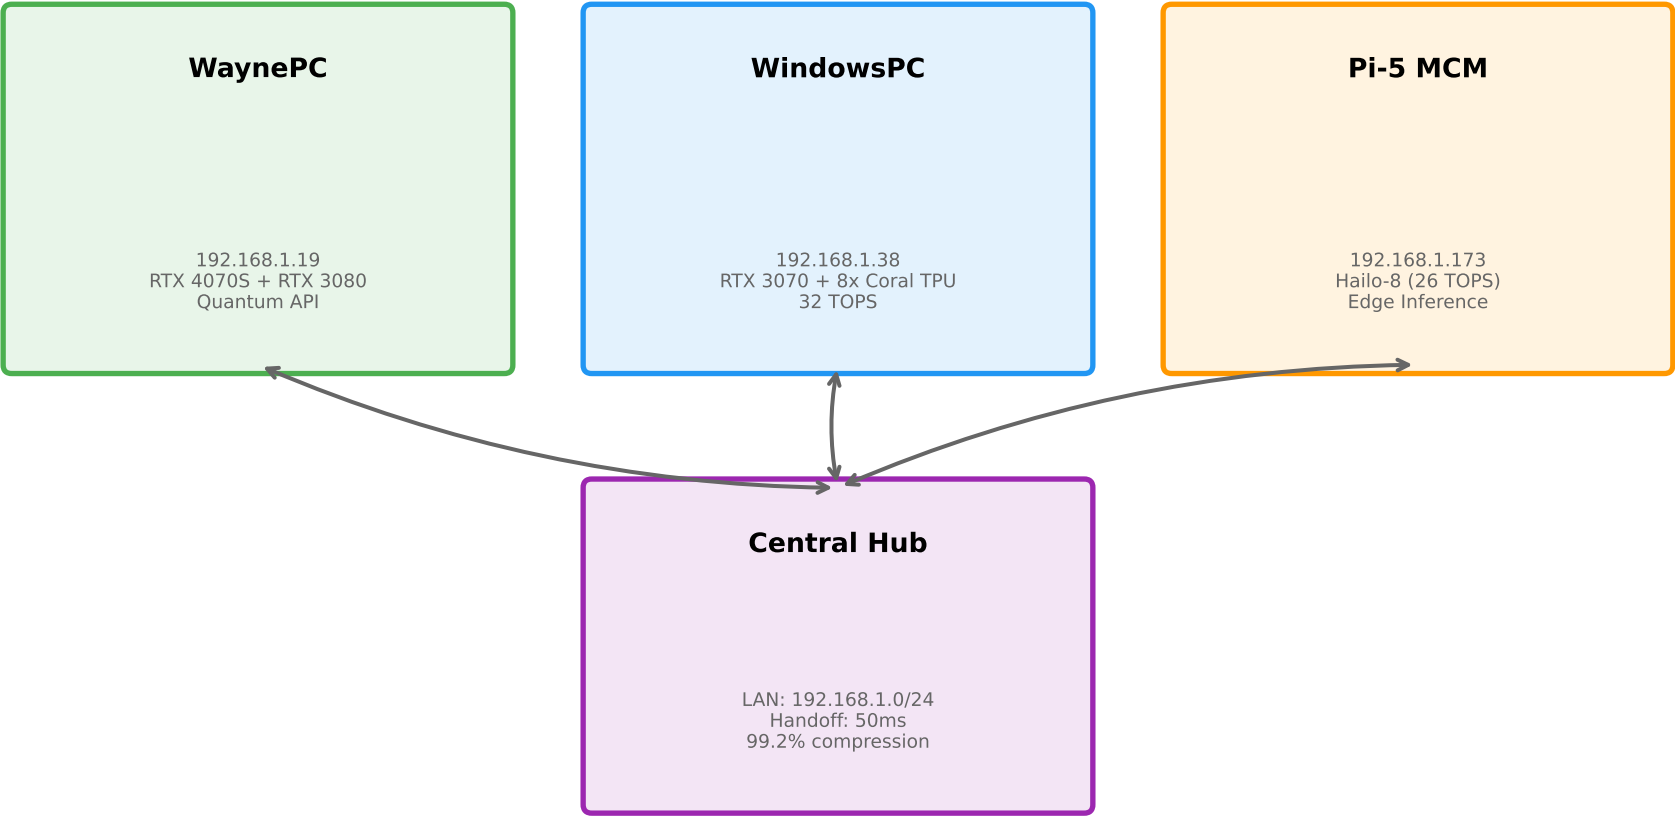 WaynePC
192.168.1.19
RTX 4070S + RTX 3080
Quantum API
WindowsPC
192.168.1.38
RTX 3070 + 8x Coral TPU
32 TOPS
Pi-5 MCM
192.168.1.173
Hailo-8 (26 TOPS)
Edge Inference
Central Hub
LAN: 192.168.1.0/24
Handoff: 50ms
99.2% compression